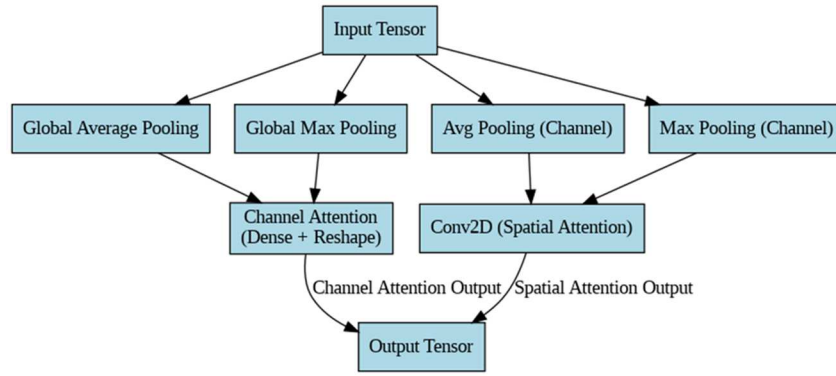 Input Tensor
Global Average Pooling
Global Max Pooling
Avg Pooling (Channel)
Max Pooling (Channel)
Channel Attention
(Dense + Reshape)
Conv2D (Spatial Attention)
Channel Attention Output
Spatial Attention Output
Output Tensor